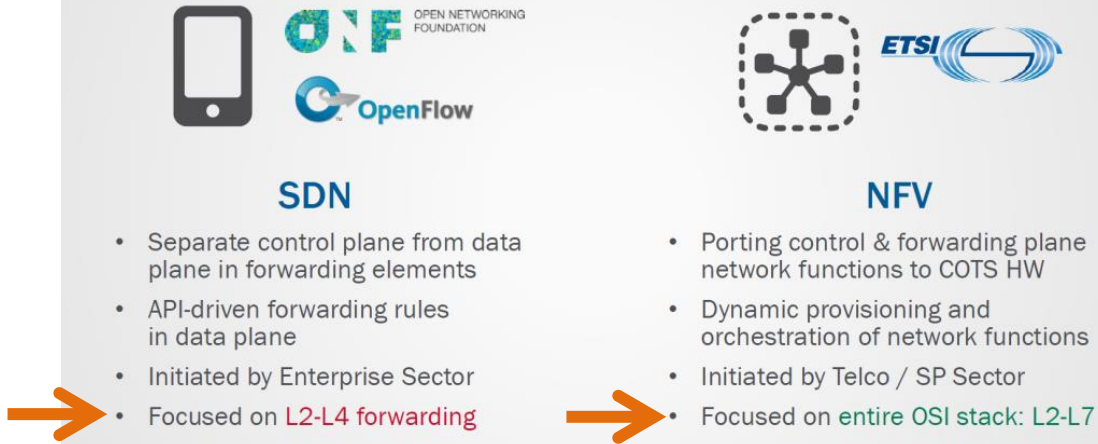 OPEN NETWORKING
FOUNDATION
OpenFlow
SDN
• Separate control plane from data
plane in forwarding elements
• API-driven forwarding rules
in data plane
• Initiated by Enterprise Sector
• Focused on L2-L4 forwarding
ETSI
NFV
• Porting control & forwarding plane
network functions to COTS HW
• Dynamic provisioning and
orchestration of network functions
• Initiated by Telco / SP Sector
• Focused on entire OSI stack: L2-L7